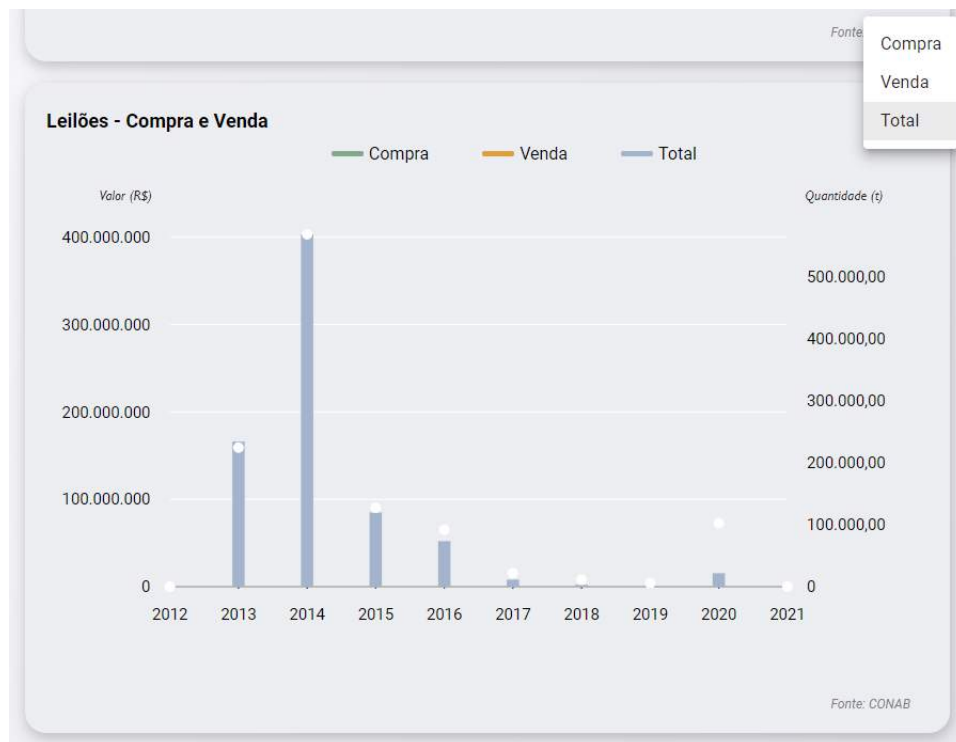 Fonte:
Compra
Venda
Total
Leilões - Compra e Venda
Compra Venda Total
Valor (R$) Quantidade (t)
400.000.000
500.000,00
300.000.000
400.000,00
300.000,00
200.000.000
200.000,00
100.000.000
100.000,00
0 0
2012 2013 2014 2015 2016 2017 2018 2019 2020 2021
Fonte: CONAB